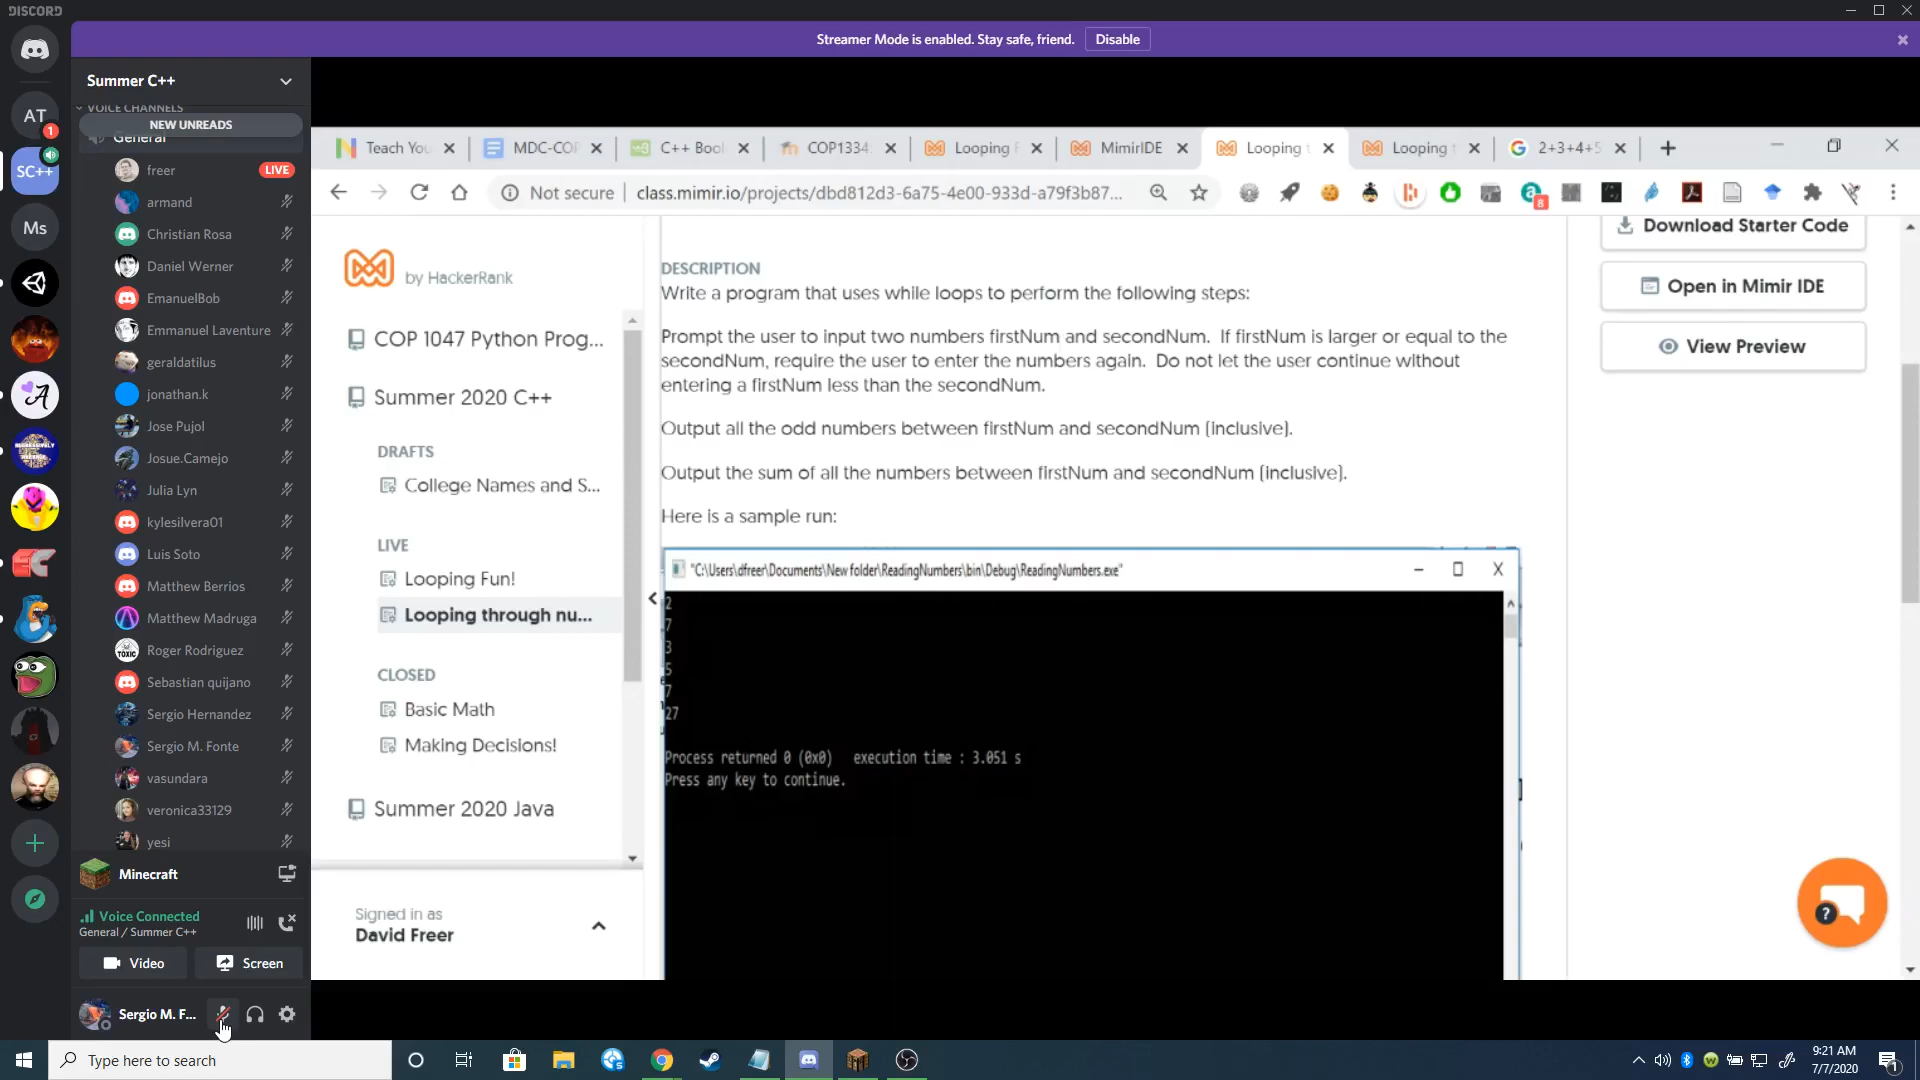 DISCORD
Streamer Mode is enabled. Stay safe, friend.
Disable
Summer C++
VOICE CHANNELS
NEW UNREADS
General
freer
LIVE
armand
Christian Rosa
Daniel Werner
EmanuelBob
Emmanuel Laventure
geraldatilus
jonathan.k
Jose Pujol
Josue.Camejo
Julia Lyn
kylesilvera01
Luis Soto
Matthew Berrios
Matthew Madruga
Roger Rodriguez
Sebastian quijano
Sergio Hernandez
Sergio M. Fonte
vasundara
veronica33129
yesi
Minecraft
Voice Connected
General / Summer C++
Video
Screen
Sergio M. F...
AT
1
SC++
Ms
Teach You
MDC-COP
C++ Bool
COP1334:
Looping F
MimirIDE
Looping t
Looping t
2+3+4+5
Not secure
class.mimir.io/projects/dbd812d3-6a75-4e00-933d-a79f3b87...
8
by HackerRank
COP 1047 Python Prog...
Summer 2020 C++
DRAFTS
College Names and S...
LIVE
Looping Fun!
Looping through nu...
CLOSED
Basic Math
Making Decisions!
Summer 2020 Java
Signed in as
David Freer
DESCRIPTION
Write a program that uses while loops to perform the following steps:
Prompt the user to input two numbers firstNum and secondNum. If firstNum is larger or equal to the
secondNum, require the user to enter the numbers again. Do not let the user continue without
entering a firstNum less than the secondNum.
Output all the odd numbers between firstNum and secondNum (inclusive).
Output the sum of all the numbers between firstNum and secondNum (inclusive).
Here is a sample run:
"C:\Users\dfreer\Documents\New folder\ReadingNumbers\bin\Debug\ReadingNumbers.exe"
2
7
3
5
7
27
Process returned 0 (0x0) execution time : 3.051 s
Press any key to continue.
Download Starter Code
Open in Mimir IDE
View Preview
?
Type here to search
9:21 AM
7/7/2020
1